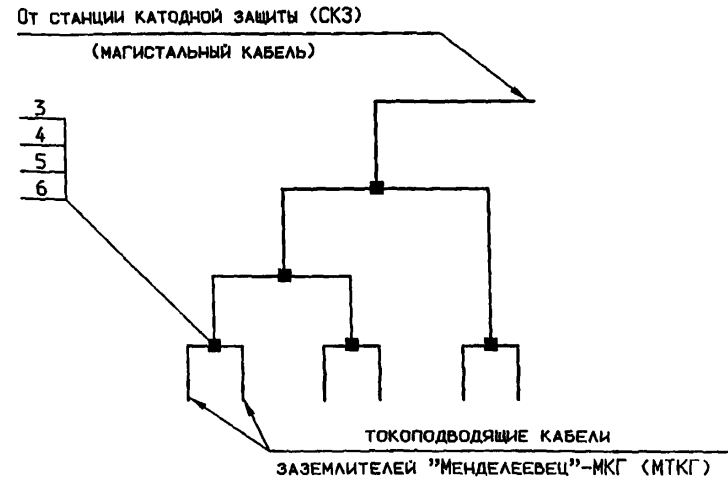 От станции катодной защиты (СКЗ)
(магистальный кабель)
3
4
5
6
токоподводящие кабели
заземлителей "Менделеевец"-МКГ (МТКГ)